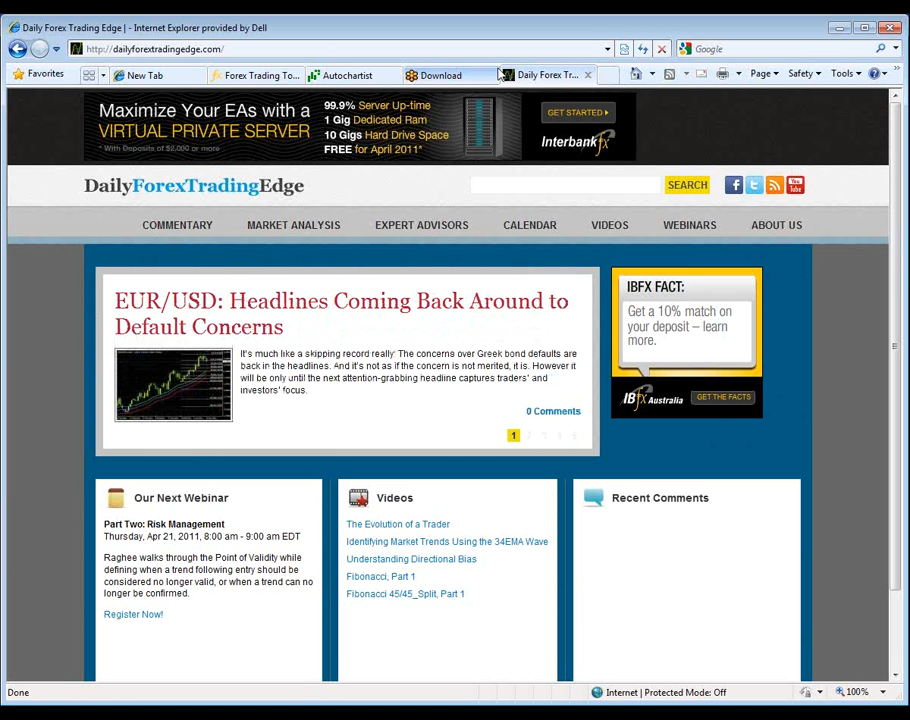 Daily Forex Trading Edge | - Internet Explorer provided by Dell
http://dailyforextradingedge.com/
Google
Favorites
New Tab
Forex Trading To...
Autochartist
Download
Daily Forex Tr...
Page
Safety
Tools
Maximize Your EAs with a
VIRTUAL PRIVATE SERVER
* With Deposits of $2,000 or more
99.9% Server Up-time
1 Gig Dedicated Ram
10 Gigs Hard Drive Space
FREE for April 2011*
GET STARTED
Interbankfx
DailyForexTradingEdge
SEARCH
You
Tube
COMMENTARY
MARKET ANALYSIS
EXPERT ADVISORS
CALENDAR
VIDEOS
WEBINARS
ABOUT US
EUR/USD: Headlines Coming Back Around to
Default Concerns
It's much like a skipping record really! The concerns over Greek bond defaults are
back in the headlines. And it's not as if the concern is not merited, it is. However it
will be only until the next attention-grabbing headline captures traders' and
investors' focus.
0 Comments
1 2 3 4 5
IBFX FACT:
Get a 10% match on
your deposit – learn
more.
IBfx Australia
GET THE FACTS
Our Next Webinar
Part Two: Risk Management
Thursday, Apr 21, 2011, 8:00 am - 9:00 am EDT
Raghee walks through the Point of Validity while
defining when a trend following entry should be
considered no longer valid, or when a trend can no
longer be confirmed.
Register Now!
Videos
The Evolution of a Trader
Identifying Market Trends Using the 34EMA Wave
Understanding Directional Bias
Fibonacci, Part 1
Fibonacci 45/45_Split, Part 1
Recent Comments
Done
Internet | Protected Mode: Off
100%